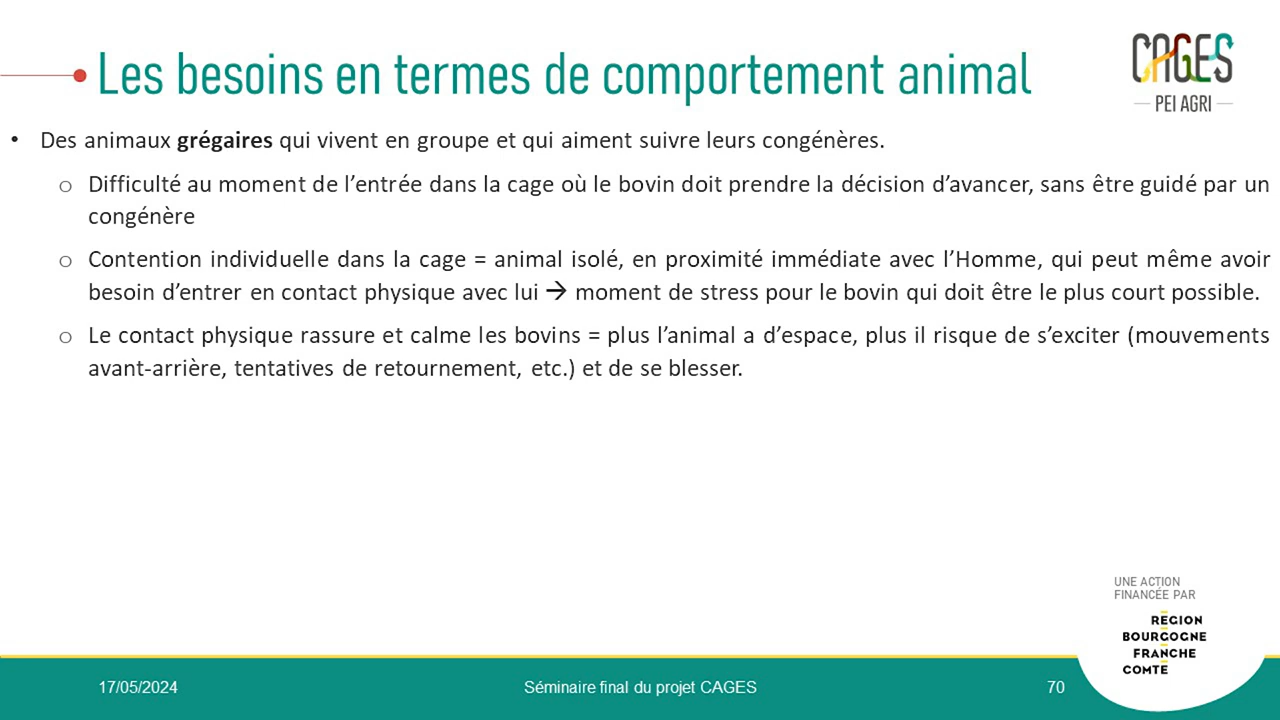 Les besoins en termes de comportement animal
CAGES
PEI AGRI
• Des animaux grégaires qui vivent en groupe et qui aiment suivre leurs congénères.
o Difficulté au moment de l’entrée dans la cage où le bovin doit prendre la décision d’avancer, sans être guidé par un
congénère
o Contention individuelle dans la cage = animal isolé, en proximité immédiate avec l’Homme, qui peut même avoir
besoin d’entrer en contact physique avec lui → moment de stress pour le bovin qui doit être le plus court possible.
o Le contact physique rassure et calme les bovins = plus l’animal a d’espace, plus il risque de s’exciter (mouvements
avant-arrière, tentatives de retournement, etc.) et de se blesser.
UNE ACTION
FINANCÉE PAR
RÉGION
BOURGOGNE
FRANCHE
COMTÉ
17/05/2024
Séminaire final du projet CAGES
70